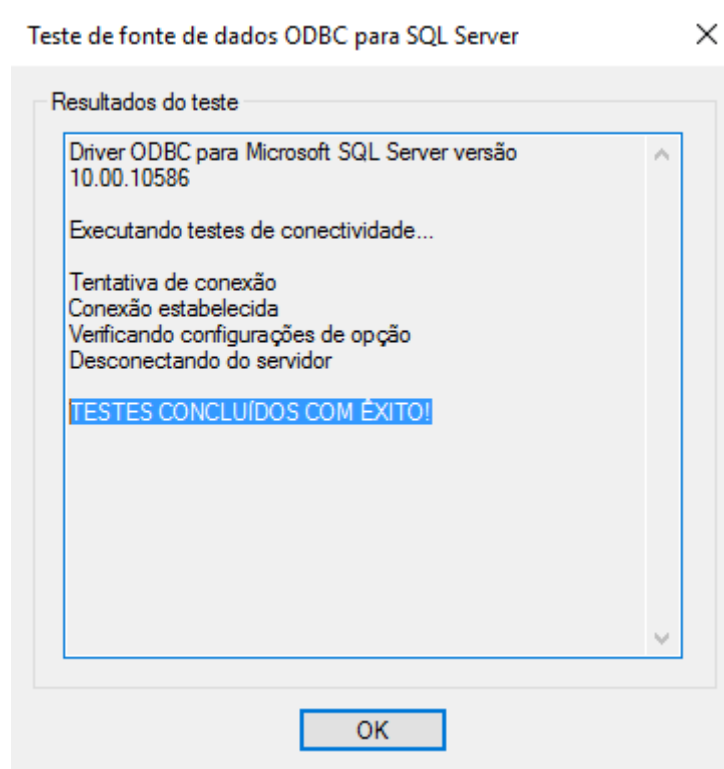 Teste de fonte de dados ODBC para SQL Server
Resultados do teste
Driver ODBC para Microsoft SQL Server versão
10.00.10586
Executando testes de conectividade...
Tentativa de conexão
Conexão estabelecida
Verificando configurações de opção
Desconectando do servidor
TESTES CONCLUÍDOS COM ÊXITO!
OK